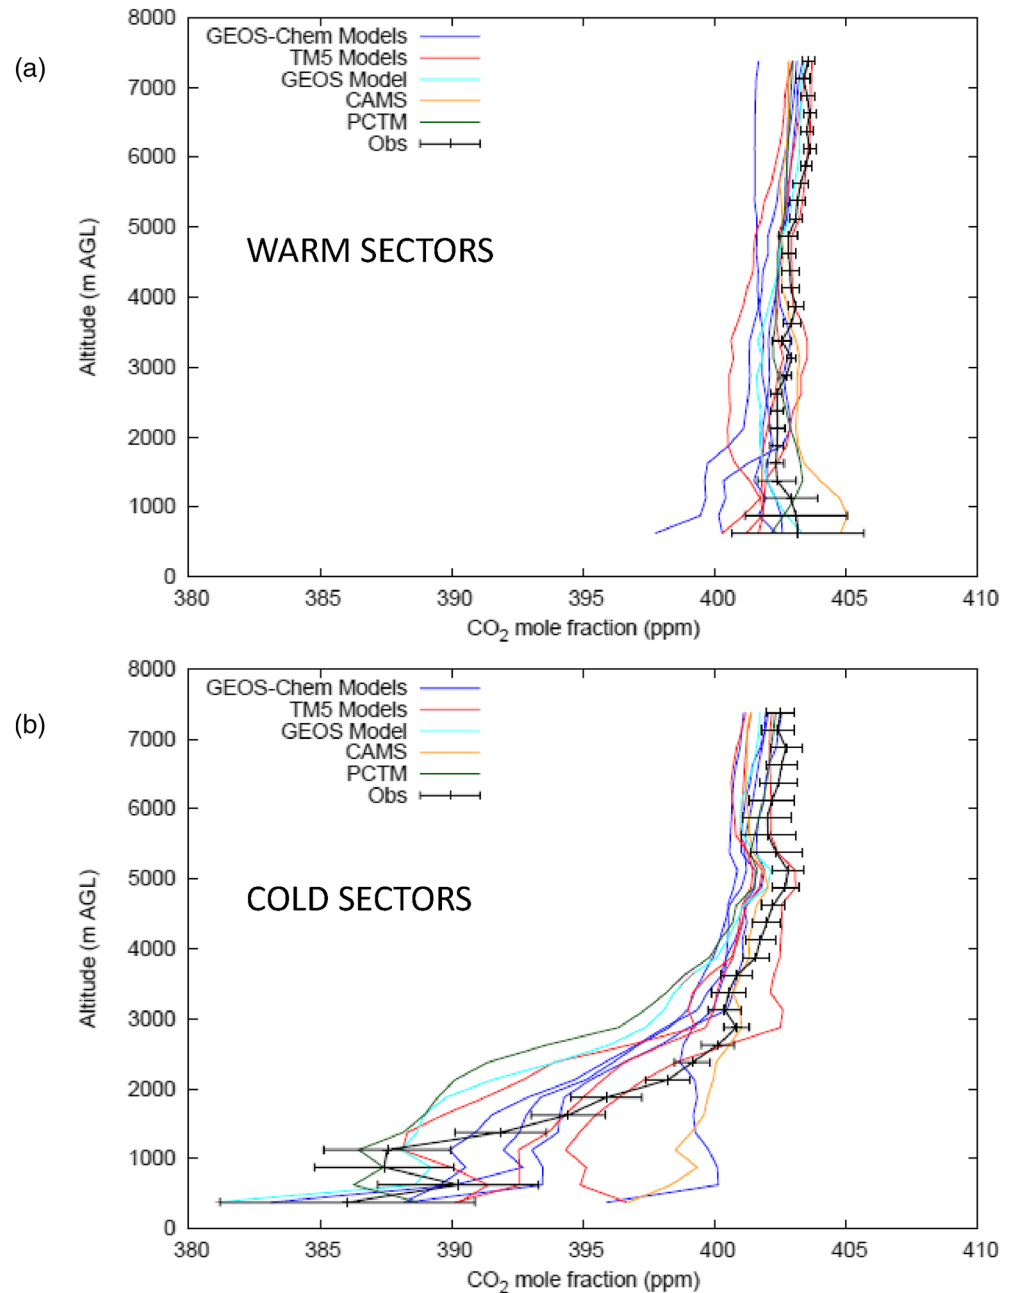 (a)
8000
7000
6000
5000
4000
3000
2000
1000
0
Altitude (m AGL)
GEOS-Chem Models
TM5 Models
GEOS Model
CAMS
PCTM
Obs
WARM SECTORS
380 385 390 395 400 405 410
CO2 mole fraction (ppm)
(b)
8000
7000
6000
5000
4000
3000
2000
1000
0
Altitude (m AGL)
GEOS-Chem Models
TM5 Models
GEOS Model
CAMS
PCTM
Obs
COLD SECTORS
380 385 390 395 400 405 410
CO2 mole fraction (ppm)